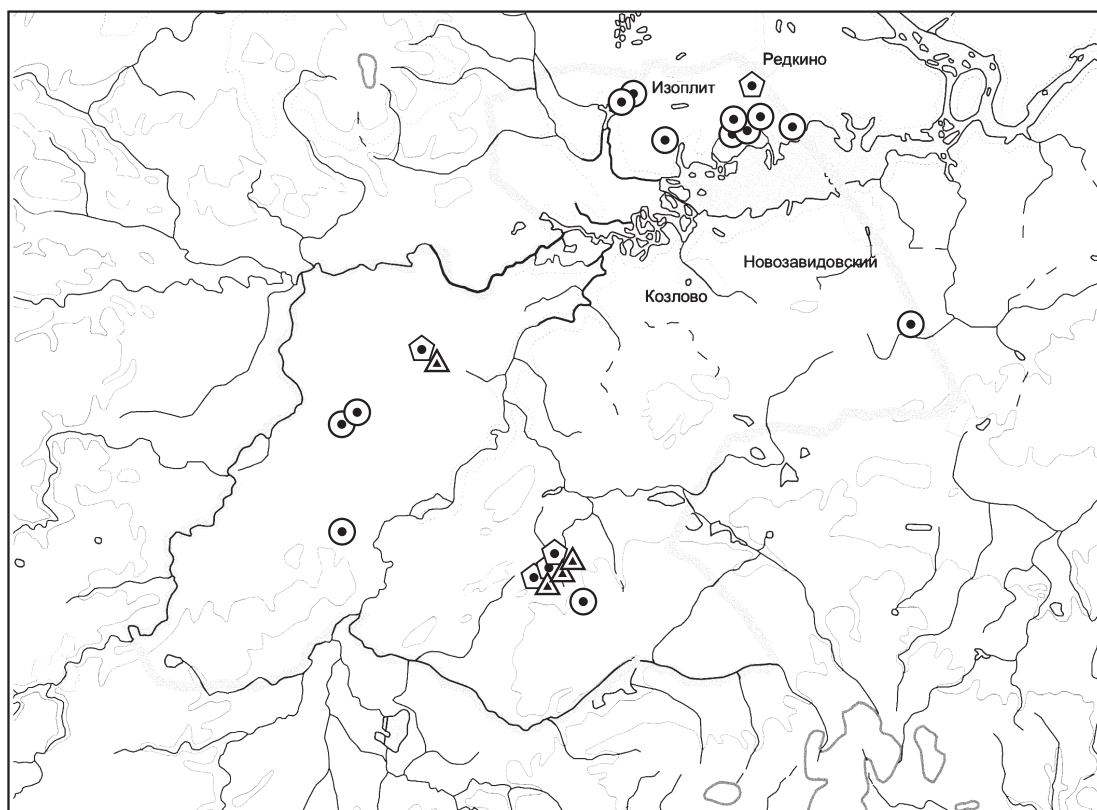 Редкино
Изоплит
Новозавидовский
Козлово